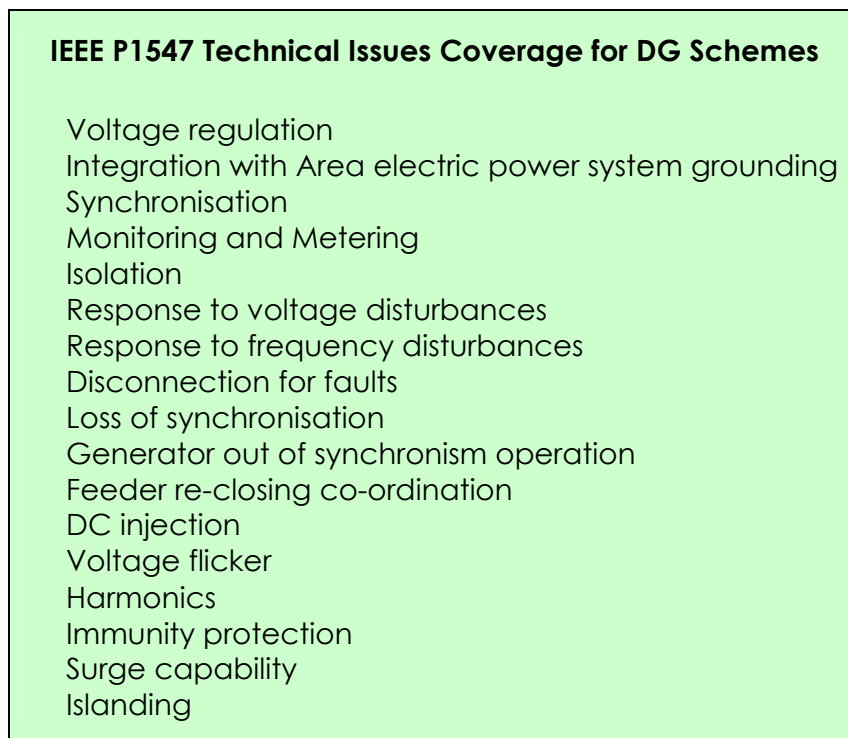 IEEE P1547 Technical Issues Coverage for DG Schemes
Voltage regulation
Integration with Area electric power system grounding
Synchronisation
Monitoring and Metering
Isolation
Response to voltage disturbances
Response to frequency disturbances
Disconnection for faults
Loss of synchronisation
Generator out of synchronism operation
Feeder re-closing co-ordination
DC injection
Voltage flicker
Harmonics
Immunity protection
Surge capability
Islanding